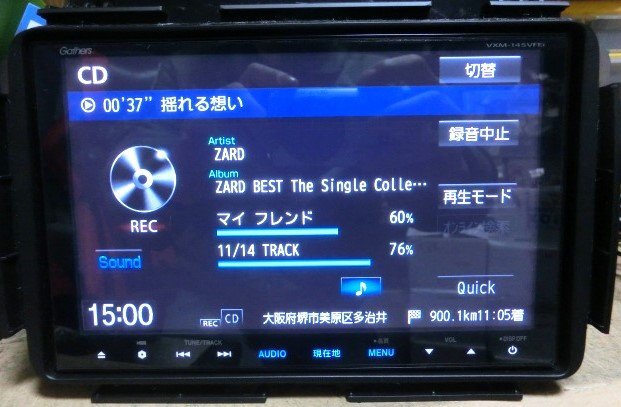 Gathers
VXM-145VFEi
CD
切替
00'37" 揺れる想い
Artist
ZARD
録音中止
Album
ZARD BEST The Single Colle…
再生モード
REC
マイ フレンド 60%
11/14 TRACK 76%
Sound
♪
Quick
15:00
REC CD
大阪府堺市美原区多治井
900.1km11:05着
TUNE/TRACK
VOL
DISP.OFF
AUDIO
現在地
MENU